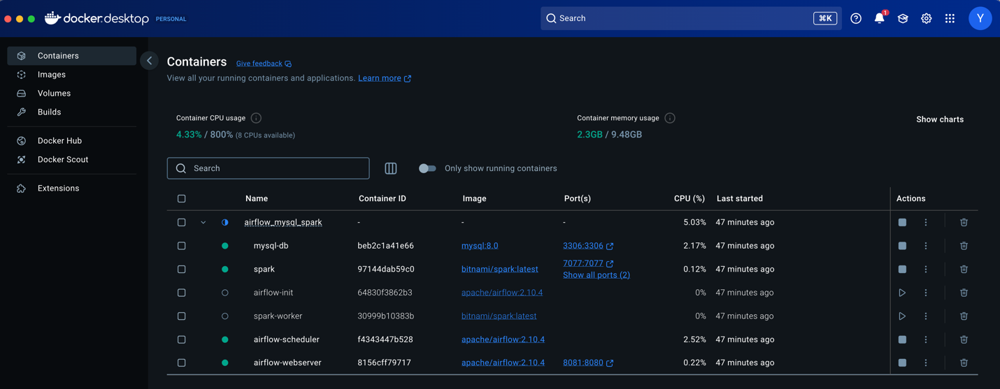 docker desktop PERSONAL
Search ⌘K
1
Y
Containers
Images
Volumes
Builds
Docker Hub
Docker Scout
Extensions
Containers Give feedback
View all your running containers and applications. Learn more
Container CPU usage
4.33% / 800% (8 CPUs available)
Container memory usage
2.3GB / 9.48GB
Show charts
Search
Only show running containers
Name Container ID Image Port(s) CPU (%) Last started Actions
airflow_mysql_spark - - - 5.03% 47 minutes ago
mysql-db beb2c1a41e66 mysql:8.0 3306:3306 2.17% 47 minutes ago
spark 97144dab59c0 bitnami/spark:latest 7077:7077 0.12% 47 minutes ago
Show all ports (2)
airflow-init 64830f3862b3 apache/airflow:2.10.4 0% 47 minutes ago
spark-worker 30999b10383b bitnami/spark:latest 0% 47 minutes ago
airflow-scheduler f4343447b528 apache/airflow:2.10.4 2.52% 47 minutes ago
airflow-webserver 8156cff79717 apache/airflow:2.10.4 8081:8080 0.22% 47 minutes ago